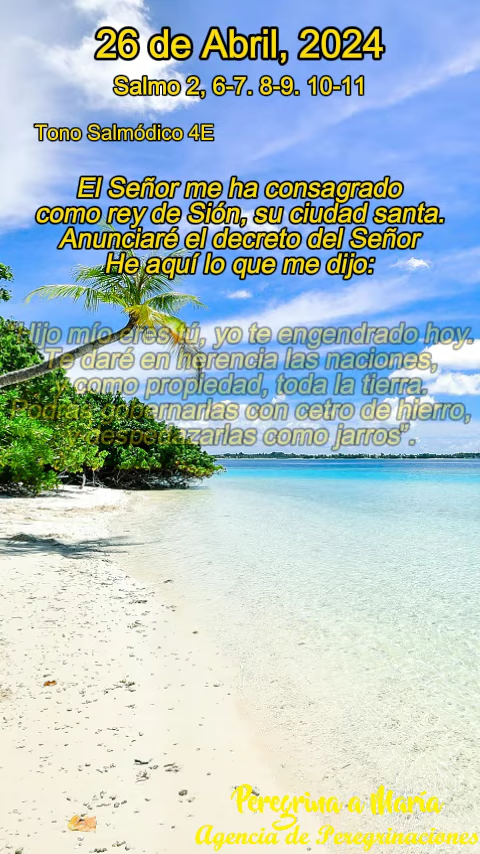 26 de Abril, 2024
Salmo 2, 6-7. 8-9. 10-11
Tono Salmódico 4E
El Señor me ha consagrado
como rey de Sión, su ciudad santa.
Anunciaré el decreto del Señor
He aquí lo que me dijo:
"Hijo mío eres tú, yo te engendrado hoy.
Te daré en herencia las naciones,
y como propiedad, toda la tierra.
Podrás gobernarlas con cetro de hierro,
y despedazarlas como jarros".
Peregrina a María
Agencia de Peregrinaciones